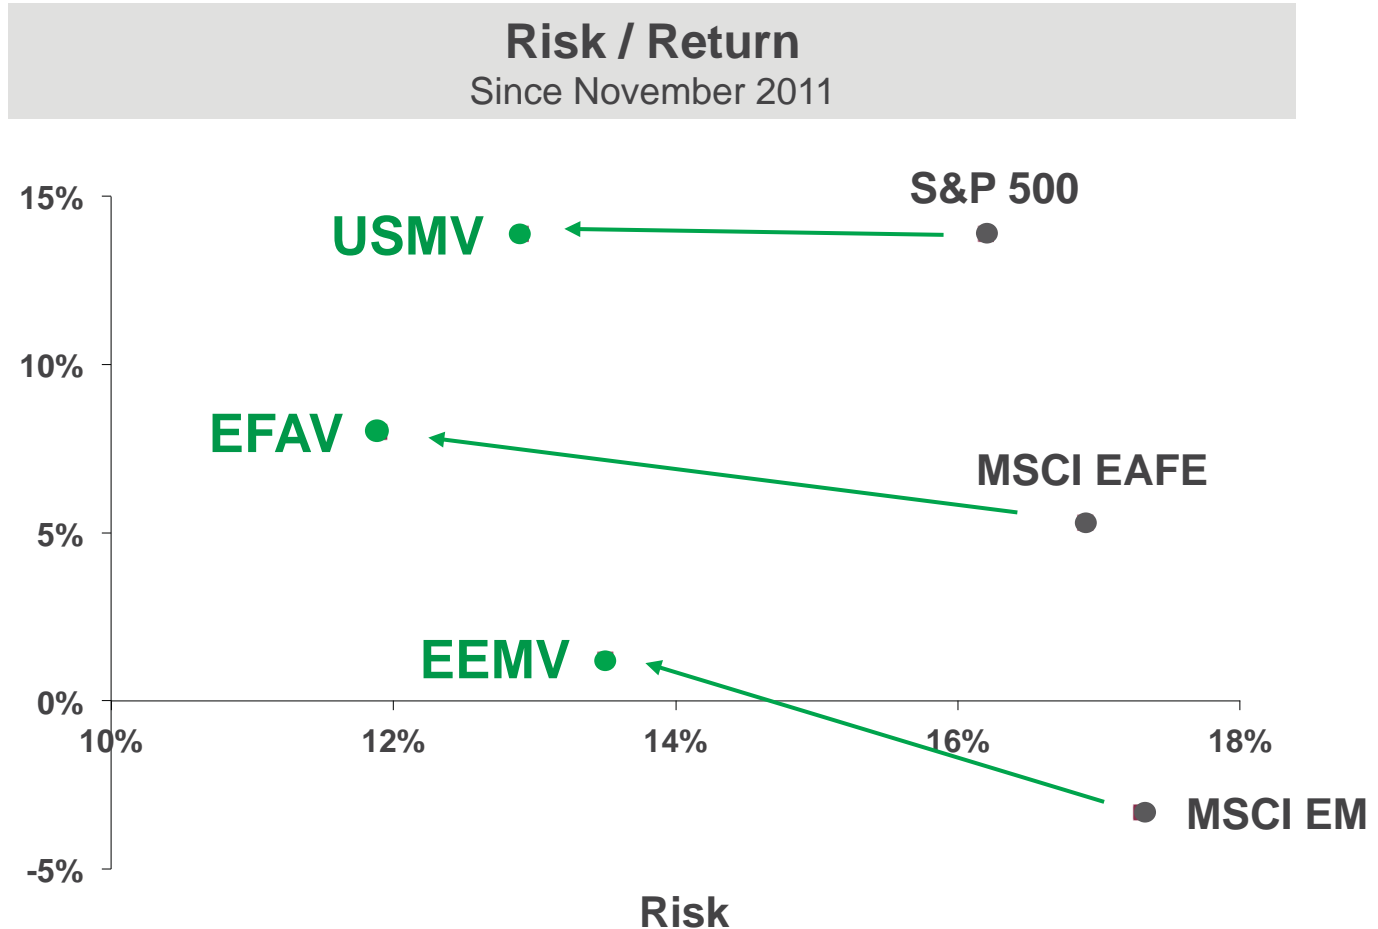 Risk / Return
Since November 2011
S&P 500
15%
USMV
10%
EFAV
MSCI EAFE
5%
EEMV
0%
10%
12%
14%
16%
18%
MSCI EM
-5%
Risk